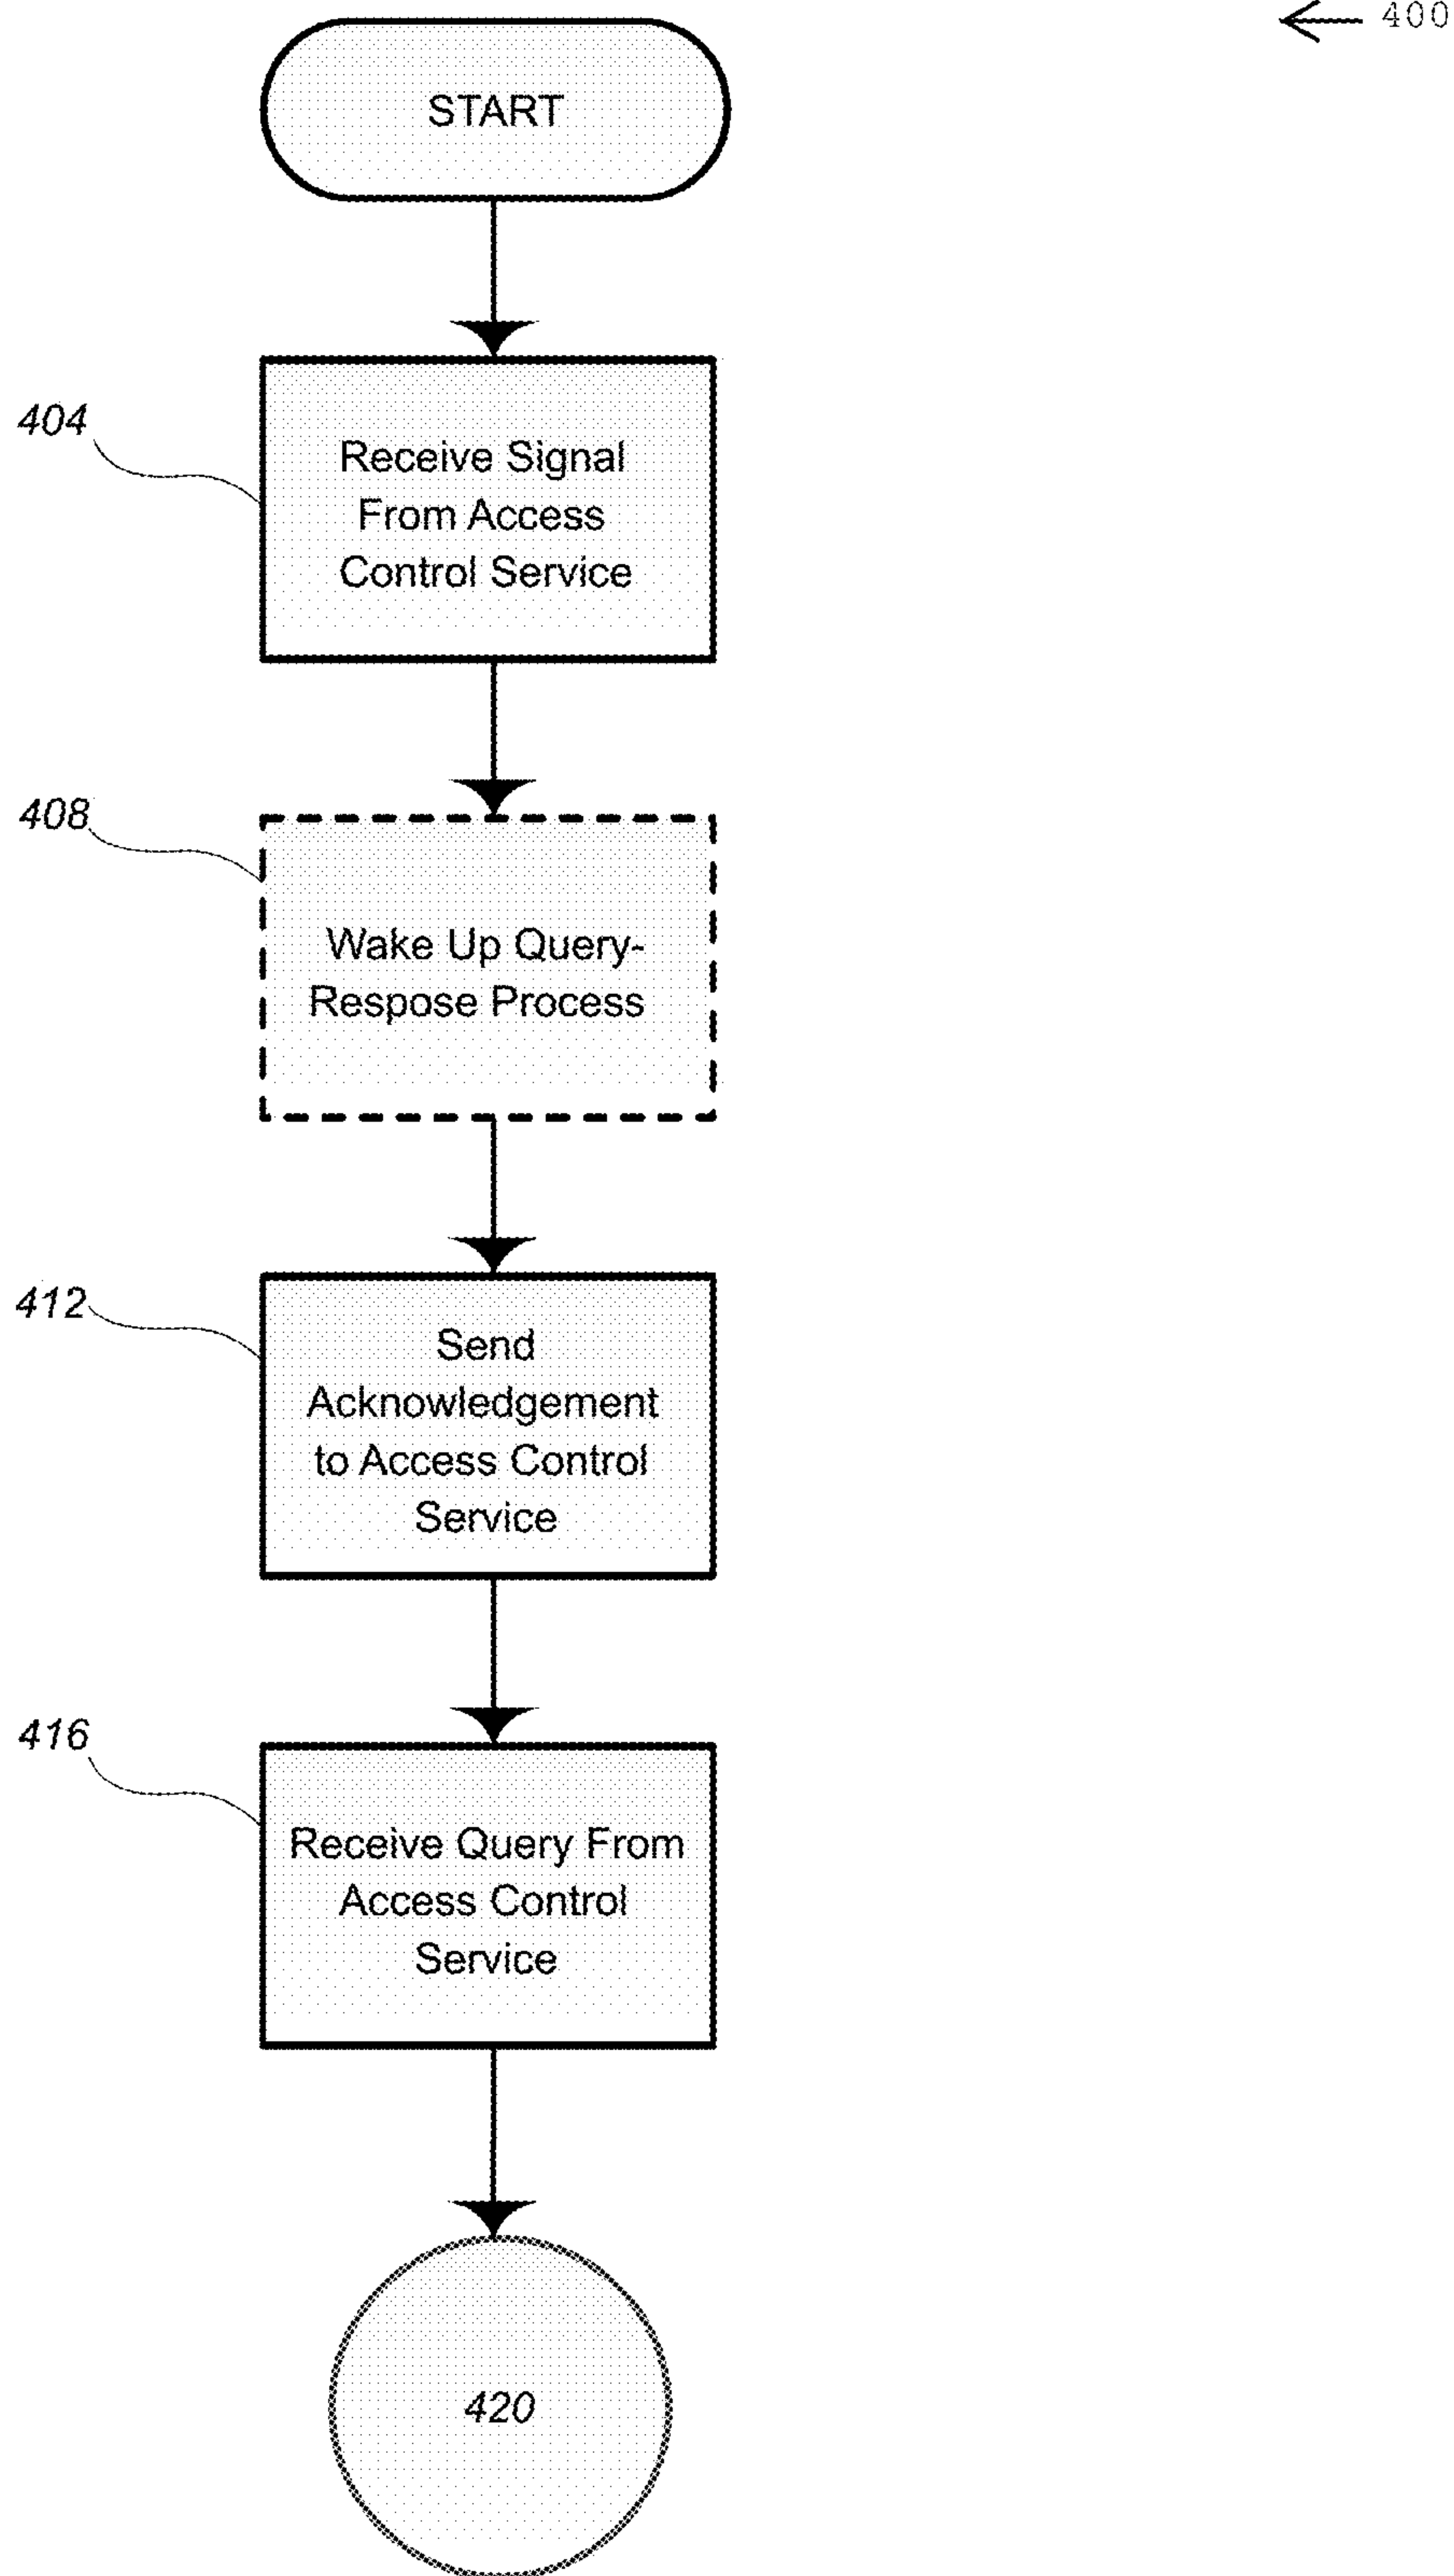 400
START
404
Receive Signal
From Access
Control Service
408
Wake Up Query-
Respose Process
412
Send
Acknowledgement
to Access Control
Service
416
Receive Query From
Access Control
Service
420